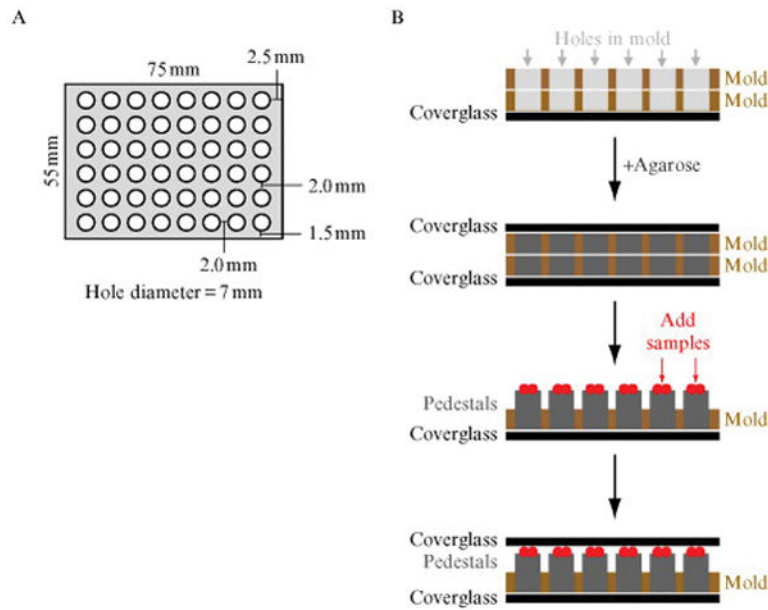 A
75 mm
2.5 mm
55 mm
2.0 mm
1.5 mm
2.0 mm
Hole diameter = 7 mm
B
Holes in mold
Mold
Mold
Coverglass
+Agarose
Coverglass
Mold
Mold
Coverglass
Add
samples
Pedestals
Mold
Coverglass
Coverglass
Pedestals
Mold
Coverglass